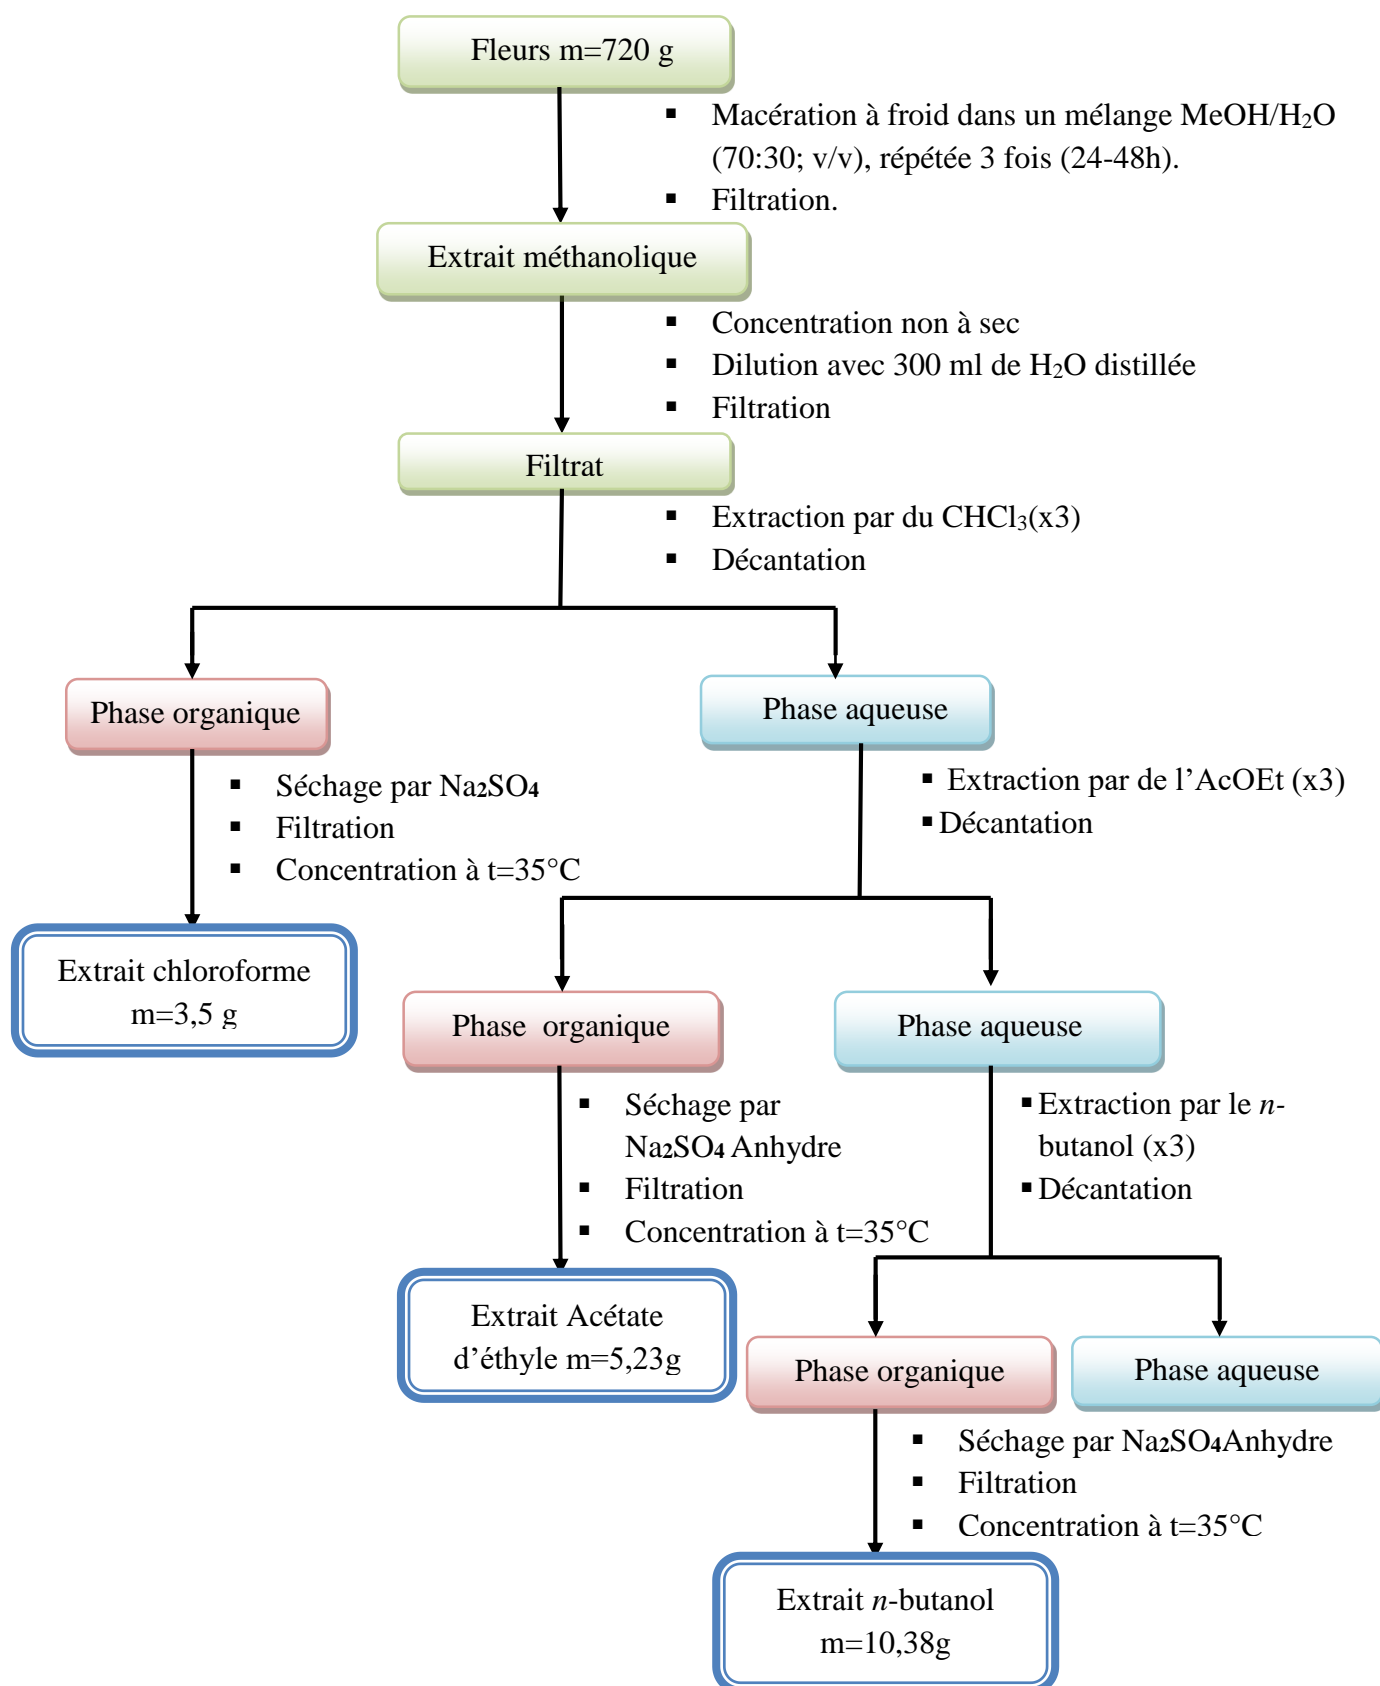 Fleurs m=720 g
▪ Macération à froid dans un mélange MeOH/H₂O
(70:30; v/v), répétée 3 fois (24-48h).
▪ Filtration.
Extrait méthanolique
▪ Concentration non à sec
▪ Dilution avec 300 ml de H₂O distillée
▪ Filtration
Filtrat
▪ Extraction par du CHCl₃(x3)
▪ Décantation
Phase organique
Phase aqueuse
▪ Séchage par Na₂SO₄
▪ Filtration
▪ Concentration à t=35°C
▪ Extraction par de l’AcOEt (x3)
▪ Décantation
Extrait chloroforme
m=3,5 g
Phase organique
Phase aqueuse
▪ Séchage par
Na₂SO₄ Anhydre
▪ Filtration
▪ Concentration à t=35°C
▪ Extraction par le n-
butanol (x3)
▪ Décantation
Extrait Acétate
d’éthyle m=5,23g
Phase organique
Phase aqueuse
▪ Séchage par Na₂SO₄Anhydre
▪ Filtration
▪ Concentration à t=35°C
Extrait n-butanol
m=10,38g